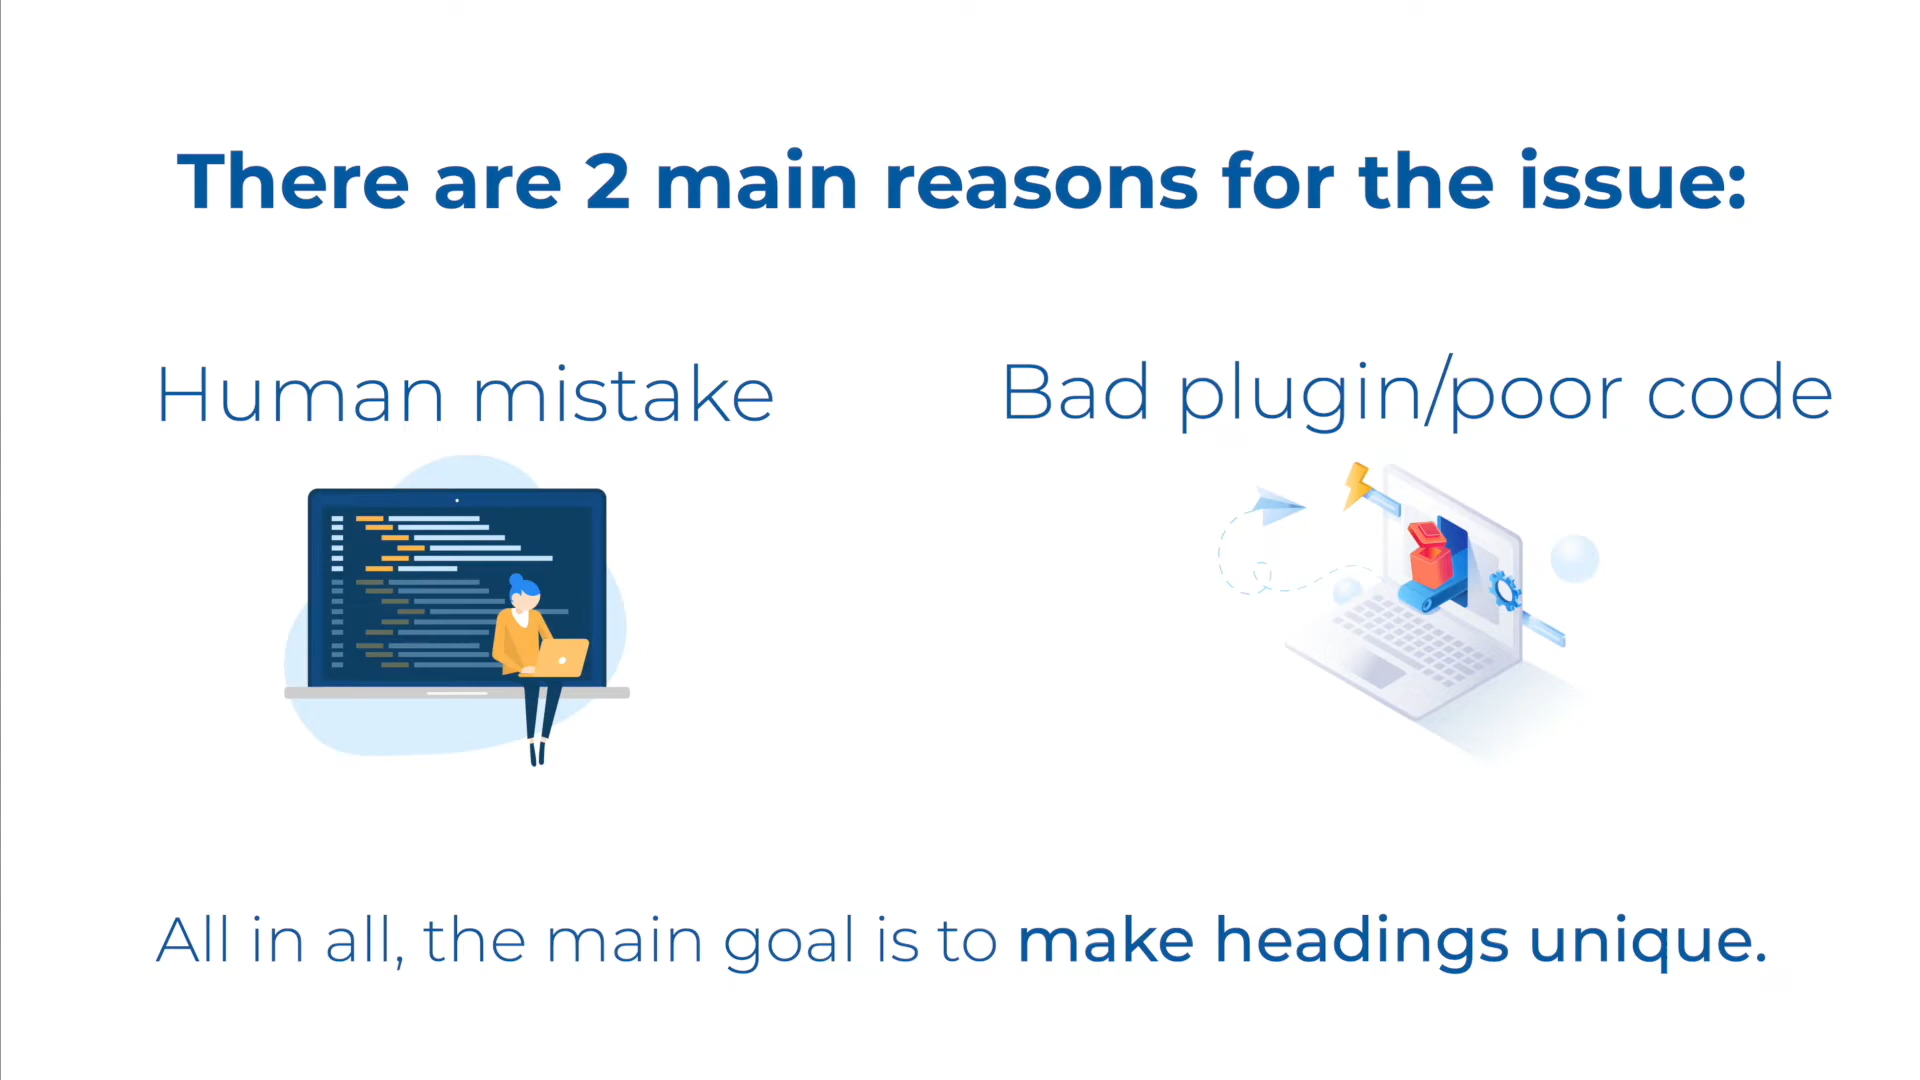 There are 2 main reasons for the issue:
Human mistake
Bad plugin/poor code
All in all, the main goal is to make headings unique.